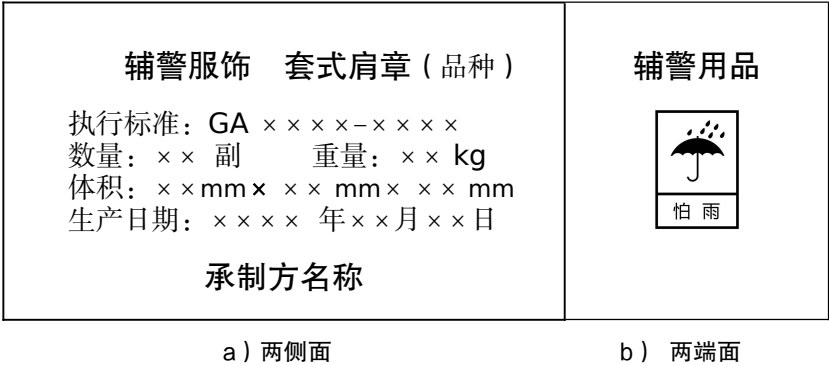 辅警服饰 套式肩章(品种)
执行标准：GA ××××–××××
数量：×× 副 重量：×× kg
体积：××mm× ×× mm× ×× mm
生产日期：×××× 年××月××日
承制方名称
辅警用品
怕雨
a)两侧面
b) 两端面